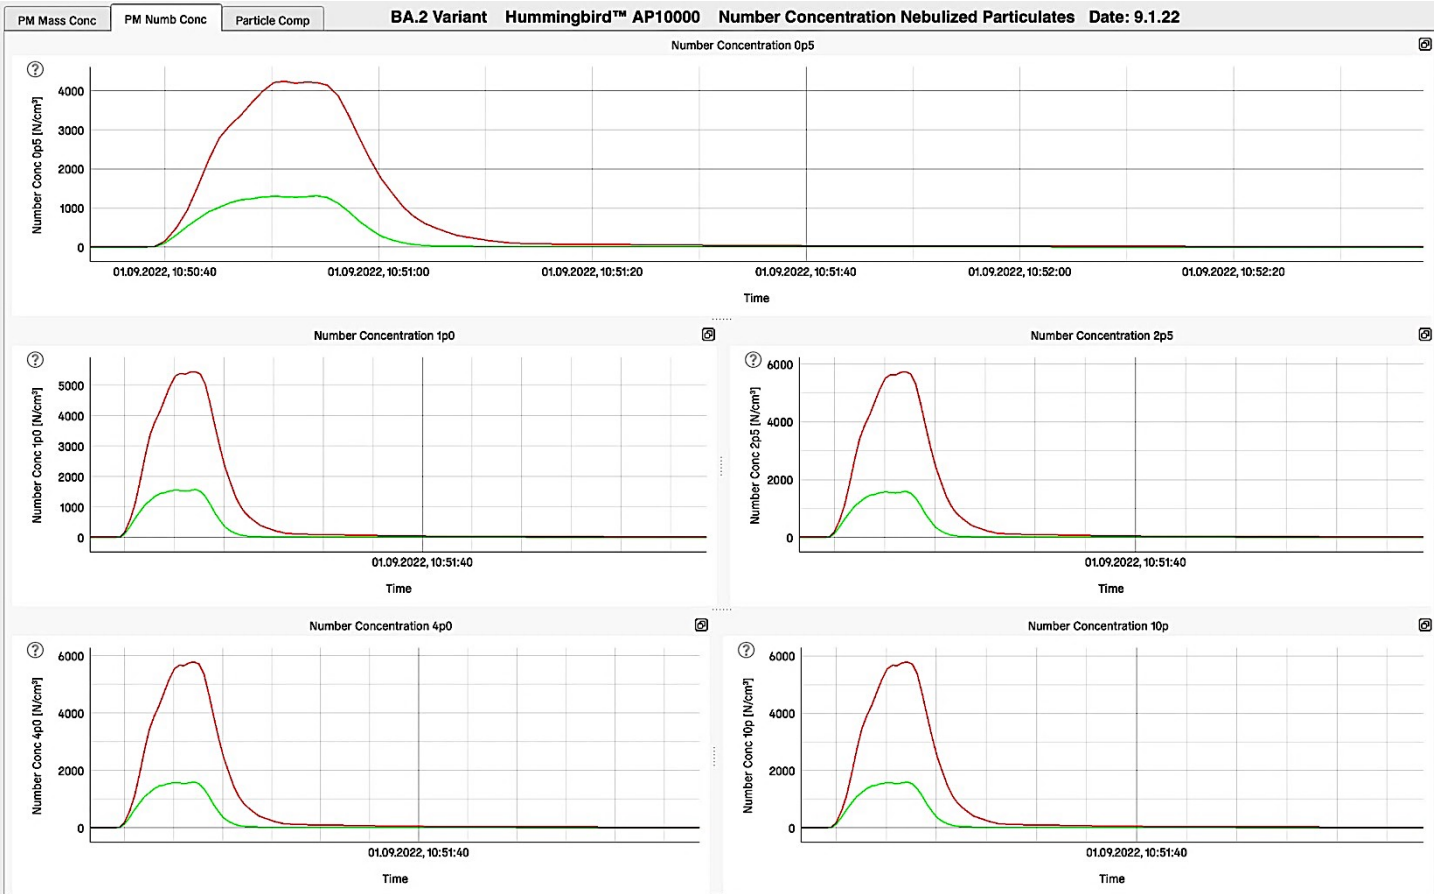 PM Mass Conc PM Numb Conc Particle Comp BA.2 Variant Hummingbird™ AP10000 Number Concentration Nebulized Particulates Date: 9.1.22
Number Concentration 0p5
?
Number Conc 0p5 [N/cm³]
4000
3000
2000
1000
0
01.09.2022, 10:50:40 01.09.2022, 10:51:00 01.09.2022, 10:51:20 01.09.2022, 10:51:40 01.09.2022, 10:52:00 01.09.2022, 10:52:20
Time
Number Concentration 1p0
?
Number Conc 1p0 [N/cm³]
5000
4000
3000
2000
1000
0
01.09.2022, 10:51:40
Time
Number Concentration 2p5
?
Number Conc 2p5 [N/cm³]
6000
4000
2000
0
01.09.2022, 10:51:40
Time
Number Concentration 4p0
?
Number Conc 4p0 [N/cm³]
6000
4000
2000
0
01.09.2022, 10:51:40
Time
Number Concentration 10p
?
Number Conc 10p [N/cm³]
6000
4000
2000
0
01.09.2022, 10:51:40
Time